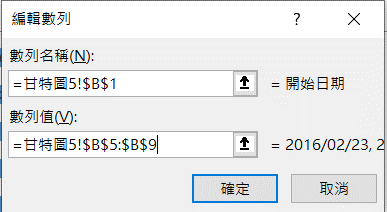 編輯數列
? ×
數列名稱(N):
=甘特圖5!$B$1 = 開始日期
數列值(V):
=甘特圖5!$B$5:$B$9 = 2016/02/23, 2
確定 取消